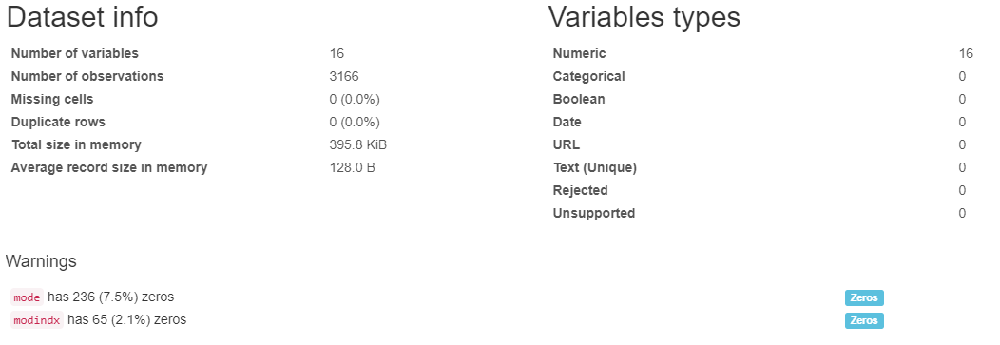 Dataset info
Number of variables 16
Number of observations 3166
Missing cells 0 (0.0%)
Duplicate rows 0 (0.0%)
Total size in memory 395.8 KiB
Average record size in memory 128.0 B
Variables types
Numeric 16
Categorical 0
Boolean 0
Date 0
URL 0
Text (Unique) 0
Rejected 0
Unsupported 0
Warnings
mode has 236 (7.5%) zeros Zeros
modindx has 65 (2.1%) zeros Zeros